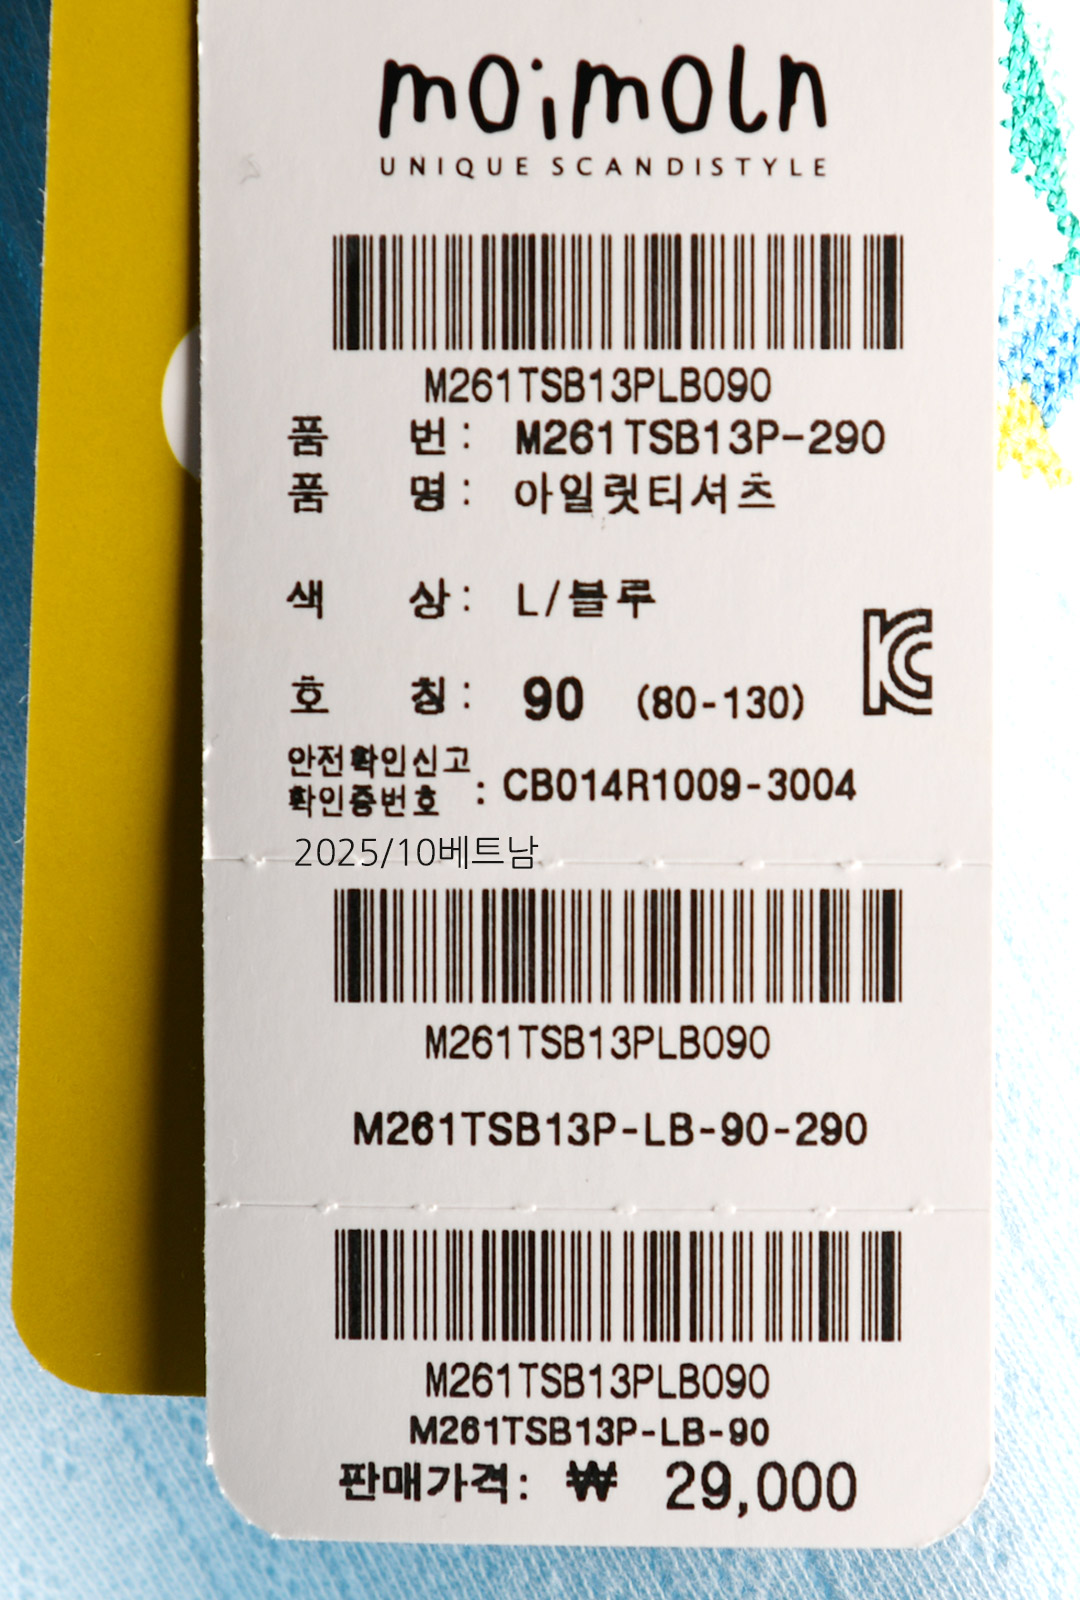 moimoln
UNIQUE SCANDISTYLE
M261TSB13PLB090
품 번: M261TSB13P-290
품 명: 아일릿티셔츠
색 상: L/블루
호 칭: 90 (80-130)
안전확인신고
확인증번호 : CB014R1009-3004
2025/10베트남
M261TSB13PLB090
M261TSB13P-LB-90-290
M261TSB13PLB090
M261TSB13P-LB-90
판매가격: ₩ 29,000